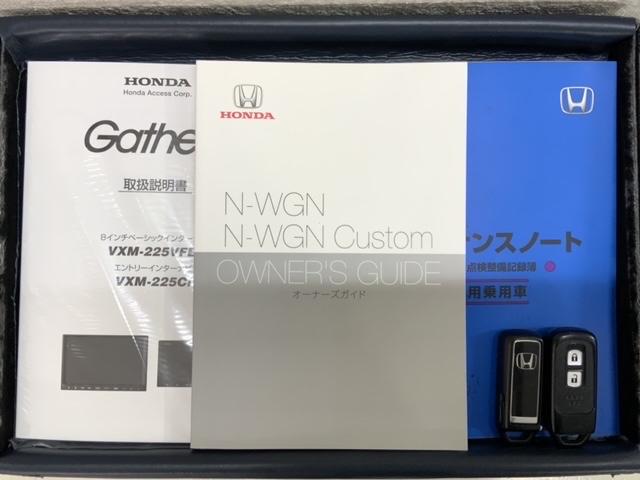 HONDA
Honda Access Corp.
Gathe
取扱説明書
8インチベーシックインター
VXM-225VF
エントリーインター
VXM-225C
HONDA
N-WGN
N-WGN Custom
OWNER'S GUIDE
オーナーズガイド
ンスノート
点検整備記録簿
用乗用車